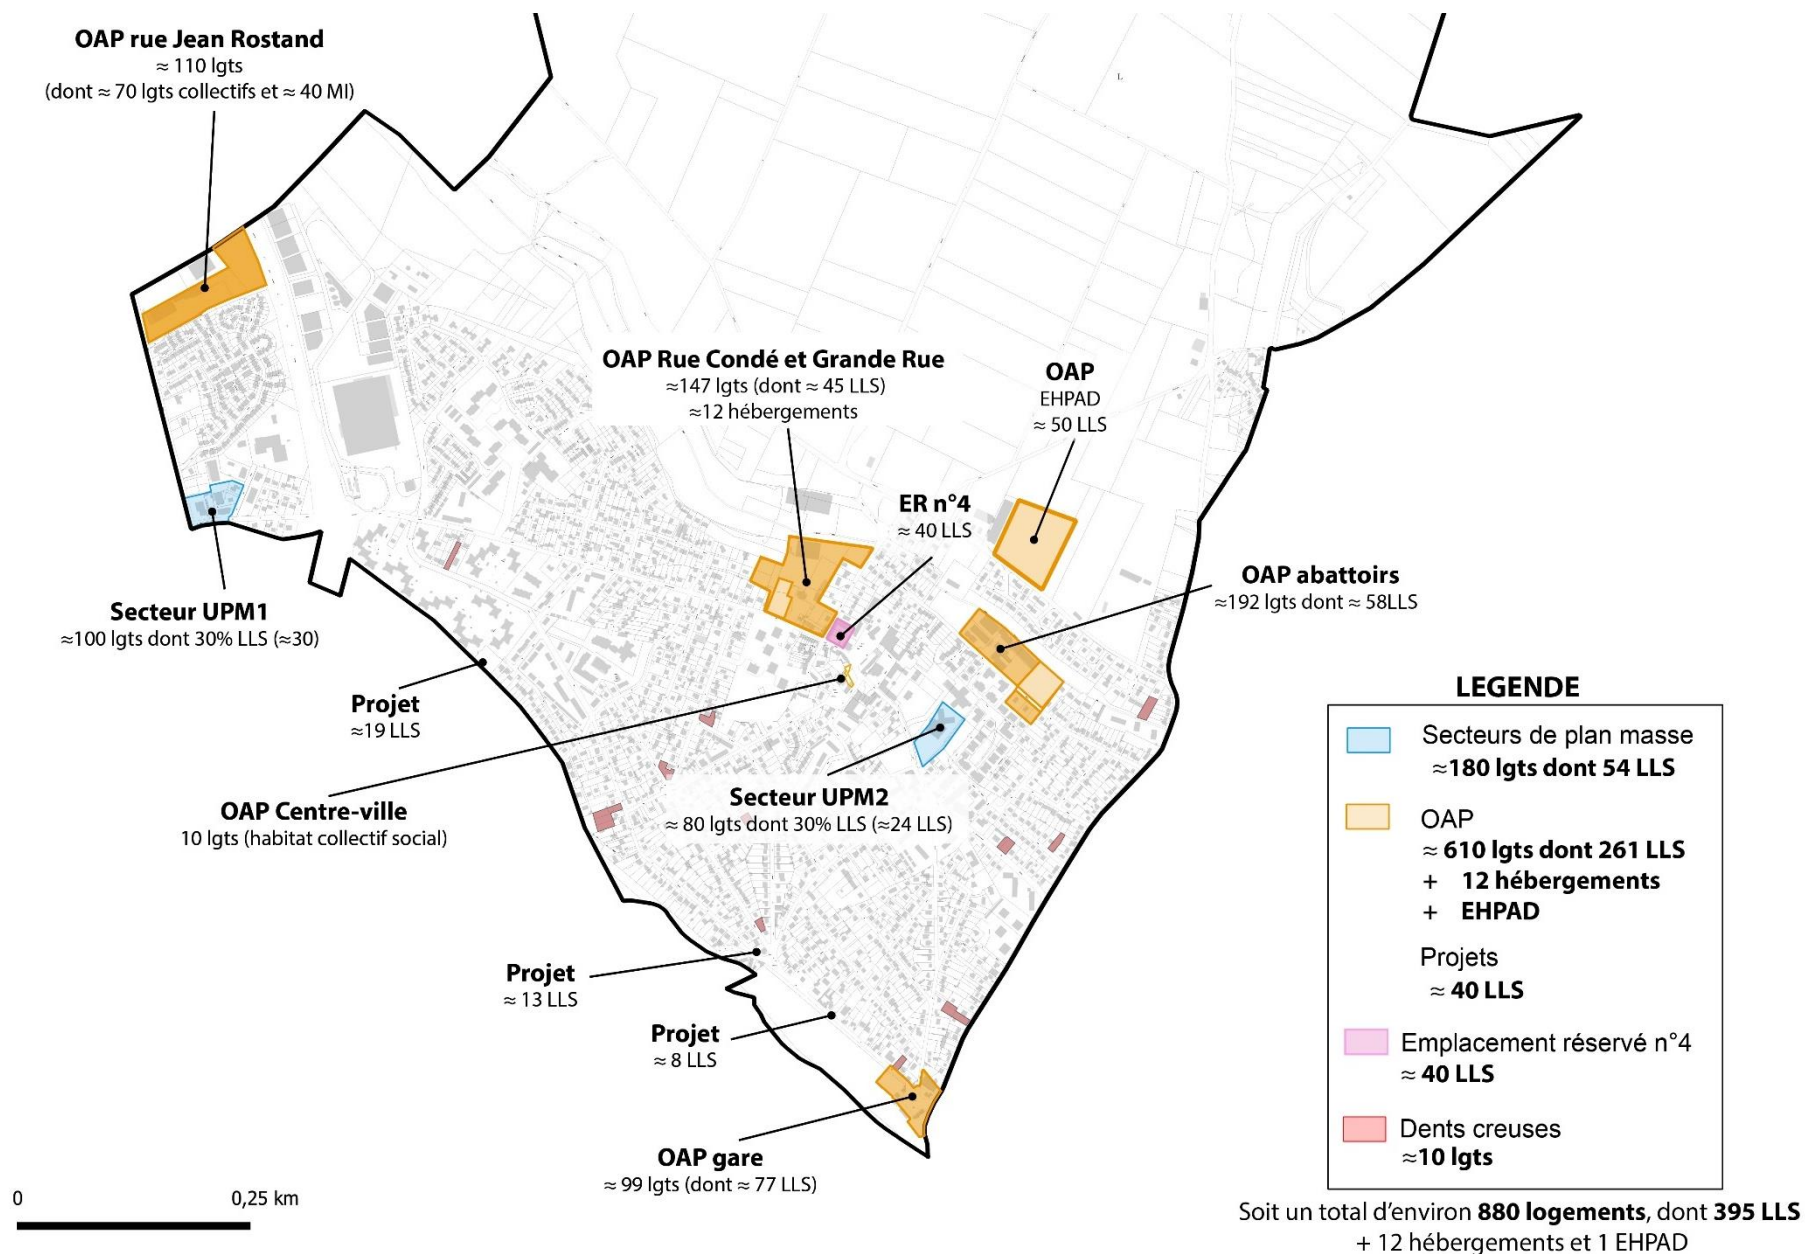 OAP rue Jean Rostand
≈ 110 lgts
(dont ≈ 70 lgts collectifs et ≈ 40 MI)
L
OAP Rue Condé et Grande Rue
≈147 lgts (dont ≈ 45 LLS)
≈12 hébergements
OAP
EHPAD
≈ 50 LLS
ER n°4
≈ 40 LLS
OAP abattoirs
≈192 lgts dont ≈ 58LLS
Secteur UPM1
≈100 lgts dont 30% LLS (≈30)
Projet
≈19 LLS
OAP Centre-ville
10 lgts (habitat collectif social)
Secteur UPM2
≈ 80 lgts dont 30% LLS (≈24 LLS)
Projet
≈ 13 LLS
Projet
≈ 8 LLS
OAP gare
≈ 99 lgts (dont ≈ 77 LLS)
0 0,25 km
LEGENDE
Secteurs de plan masse
≈180 lgts dont 54 LLS
OAP
≈ 610 lgts dont 261 LLS
+ 12 hébergements
+ EHPAD
Projets
≈ 40 LLS
Emplacement réservé n°4
≈ 40 LLS
Dents creuses
≈10 lgts
Soit un total d'environ 880 logements, dont 395 LLS
+ 12 hébergements et 1 EHPAD